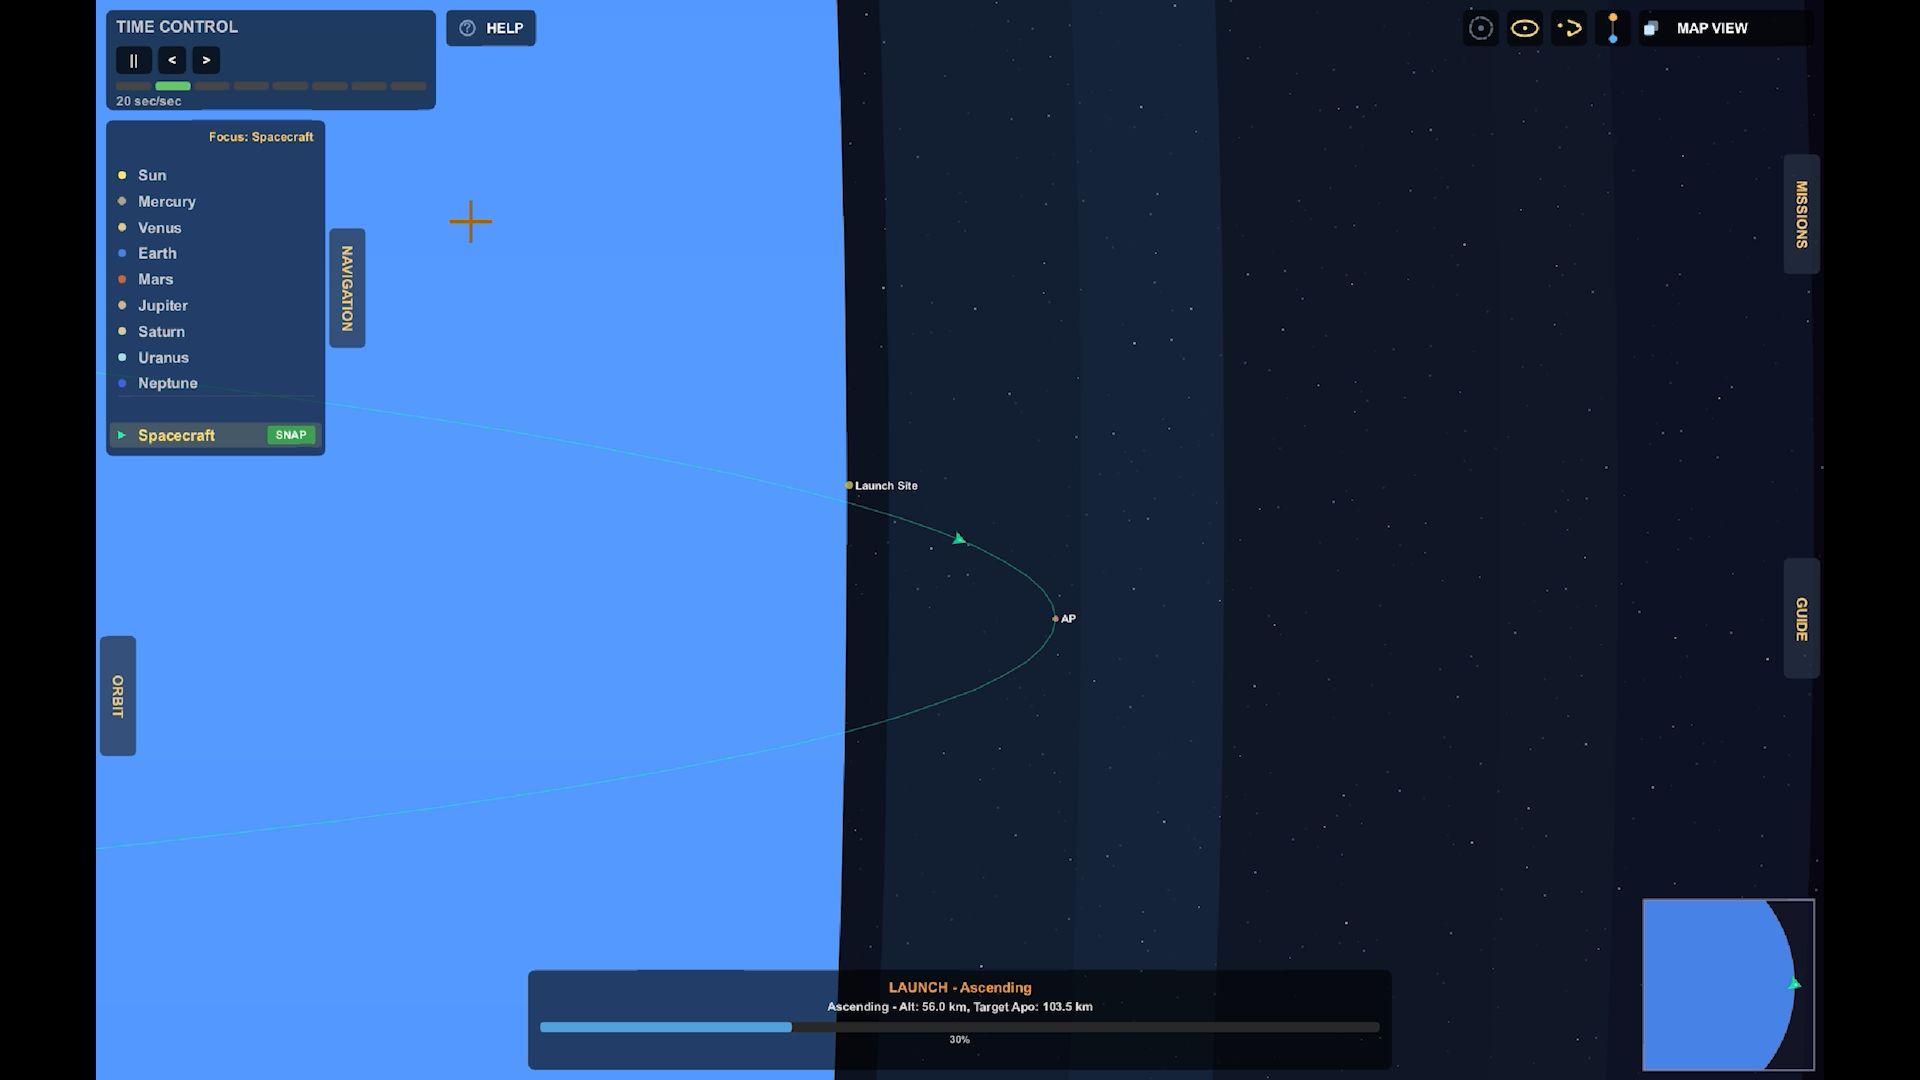 TIME CONTROL
|| < >
20 sec/sec
HELP
MAP VIEW
Focus: Spacecraft
Sun
Mercury
Venus
Earth
Mars
Jupiter
Saturn
Uranus
Neptune
Spacecraft SNAP
NAVIGATION
ORBIT
MISSIONS
GUIDE
Launch Site
AP
LAUNCH - Ascending
Ascending - Alt: 56.0 km, Target Apo: 103.5 km
30%